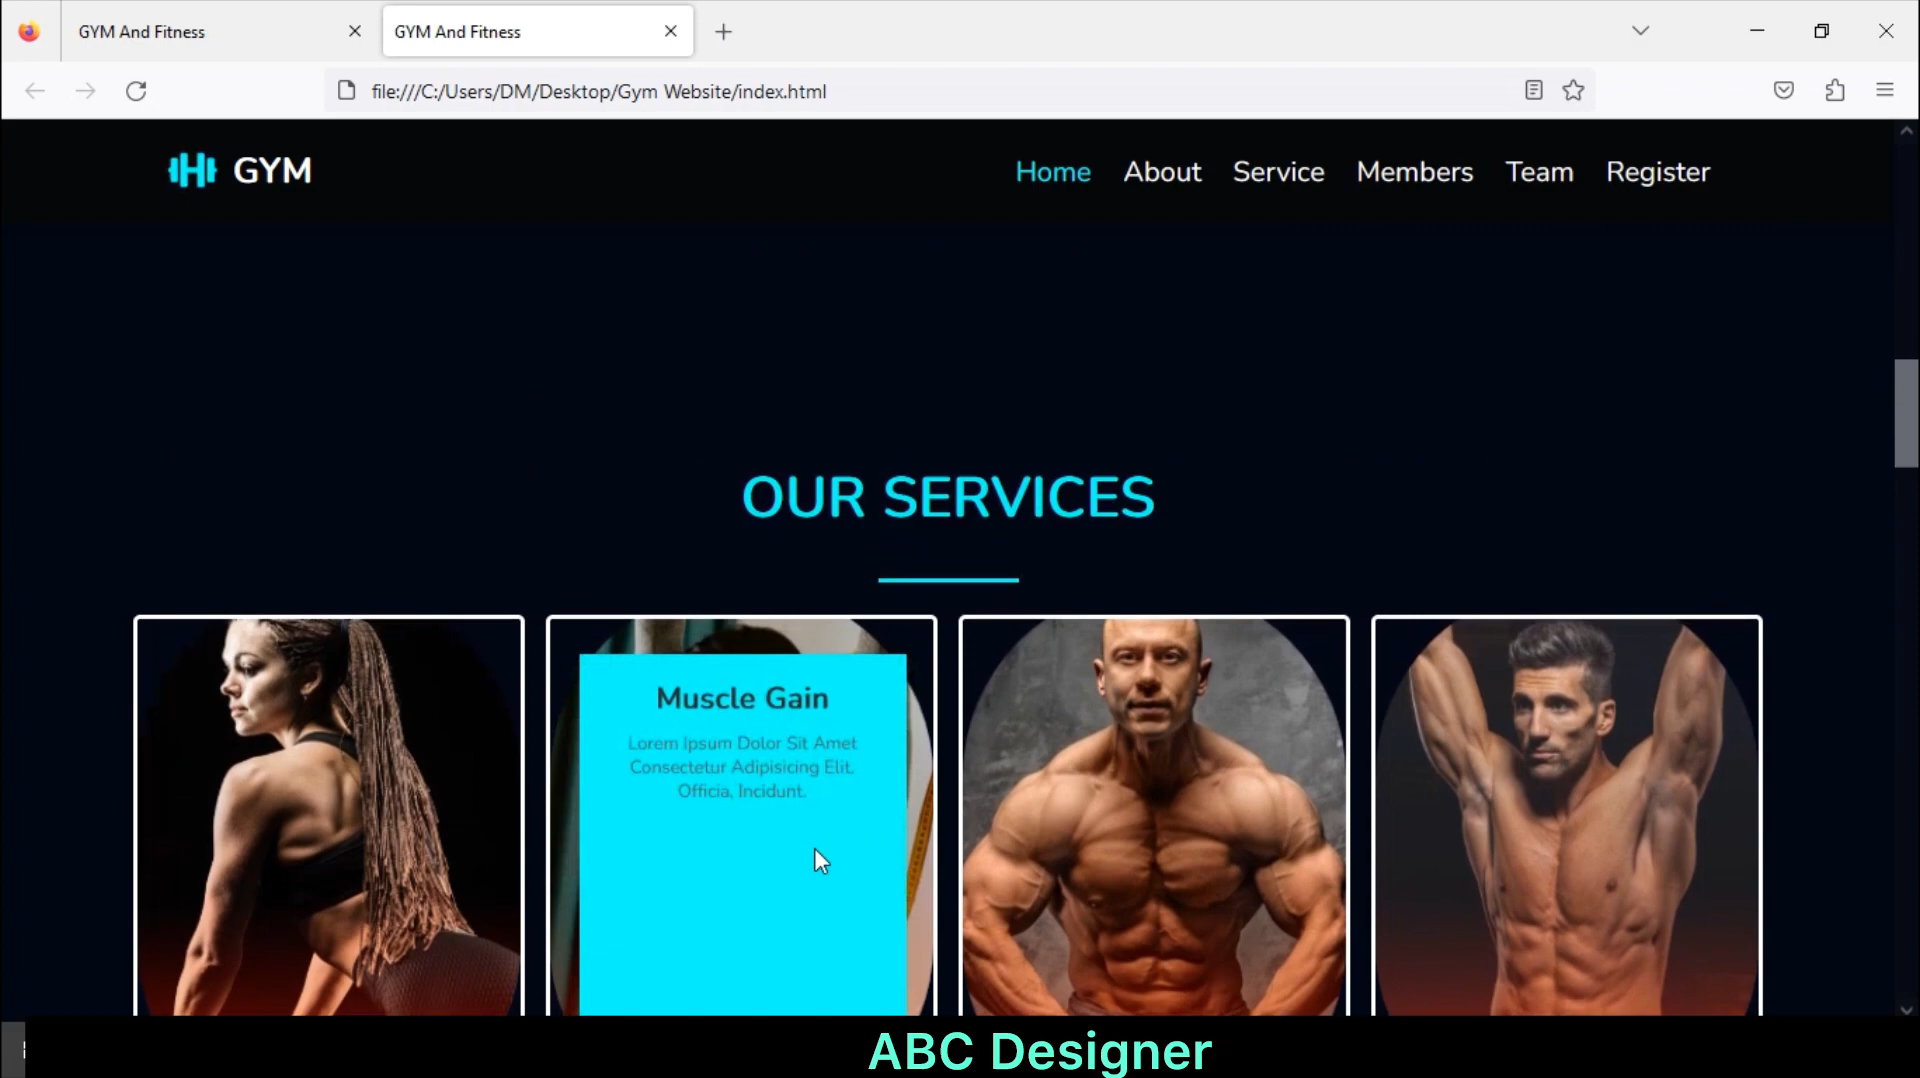 GYM And Fitness
GYM And Fitness
file:///C:/Users/DM/Desktop/Gym Website/index.html
GYM
Home About Service Members Team Register
OUR SERVICES
Muscle Gain
Lorem Ipsum Dolor Sit Amet
Consectetur Adipisicing Elit.
Officia, Incidunt.
ABC Designer